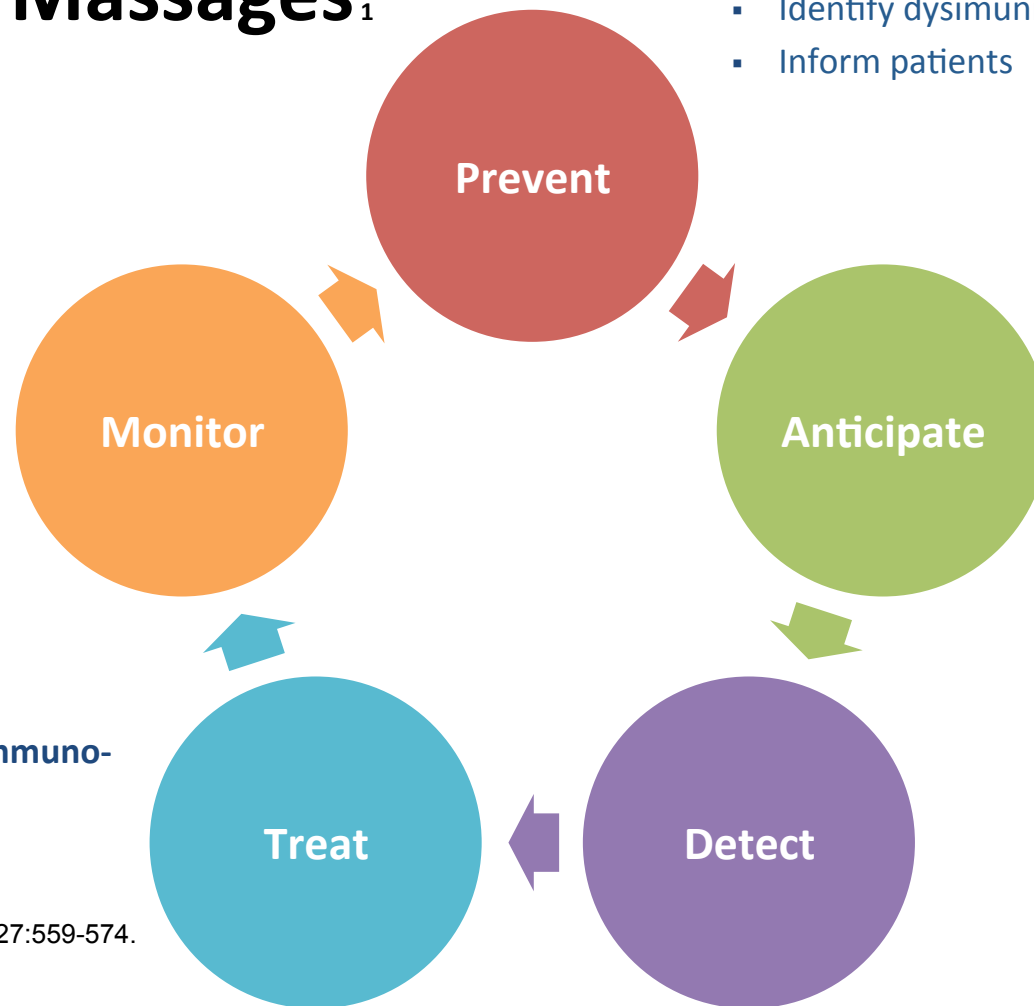 Massages1
Identify dysimun
Inform patients
Prevent
Monitor
Anticipate
mmuno-
Treat
Detect
27:559-574.